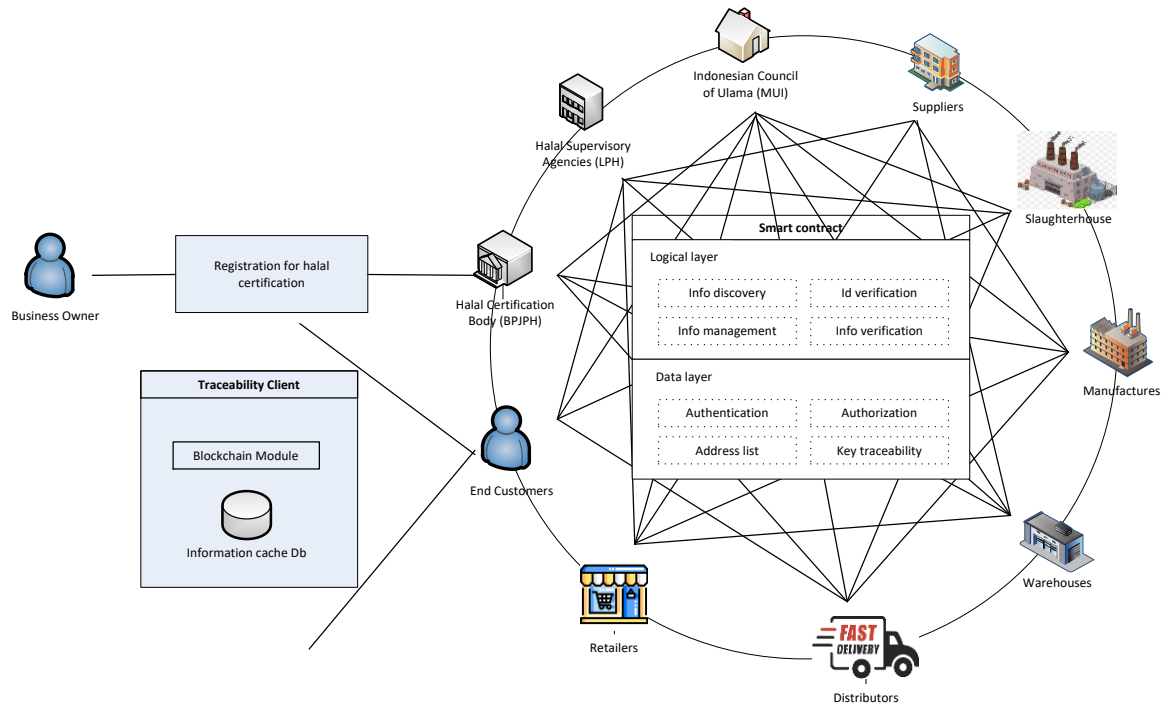 Indonesian Council
of Ulama (MUI)
Suppliers
Halal Supervisory
Agencies (LPH)
Slaughterhouse
Smart contract
Logical layer
Info discovery
Id verification
Info management
Info verification
Data layer
Authentication
Authorization
Address list
Key traceability
Registration for halal
certification
Business Owner
Halal Certification
Body (BPJPH)
Manufactures
Traceability Client
Blockchain Module
Information cache Db
End Customers
Warehouses
Retailers
FAST
DELIVERY
Distributors